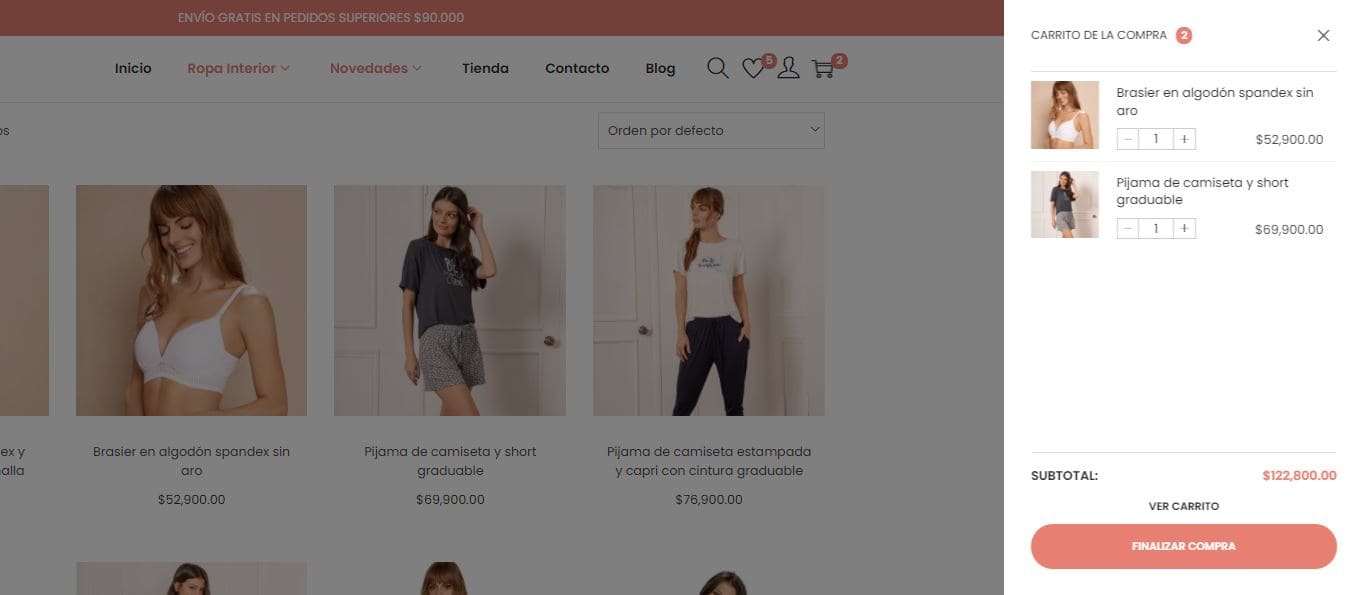 ENVÍO GRATIS EN PEDIDOS SUPERIORES $90.000
Inicio
Ropa Interior
Novedades
Tienda
Contacto
Blog
5
2
os
Orden por defecto
ex y
alla
Brasier en algodón spandex sin
aro
$52,900.00
Pijama de camiseta y short
graduable
$69,900.00
Pijama de camiseta estampada
y capri con cintura graduable
$76,900.00
CARRITO DE LA COMPRA 2
Brasier en algodón spandex sin
aro
− 1 + $52,900.00
Pijama de camiseta y short
graduable
− 1 + $69,900.00
SUBTOTAL: $122,800.00
VER CARRITO
FINALIZAR COMPRA